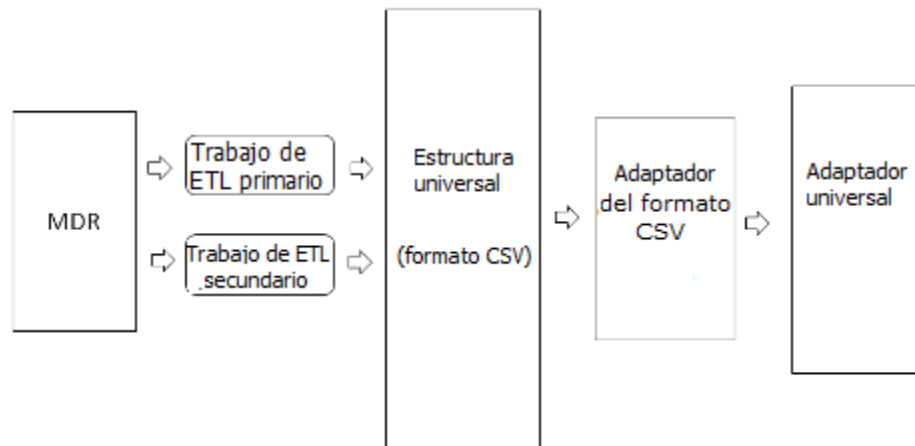 MDR
Trabajo de
ETL primario
Trabajo de ETL
secundario
Estructura
universal
(formato CSV)
Adaptador
del formato
CSV
Adaptador
universal